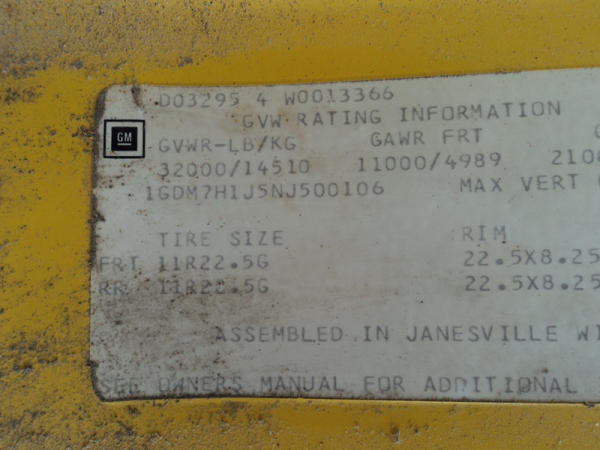 D03295 4 W0013366
GVW RATING INFORMATION
GM
GVWR-LB/KG GAWR FRT G
32000/14510 11000/4989 2100
1GDM7H1J5NJ500106 MAX VERT
TIRE SIZE RIM
FRT 11R22.5G 22.5X8.25
RR 11R22.5G 22.5X8.25
ASSEMBLED IN JANESVILLE WI
SEE OWNERS MANUAL FOR ADDITIONAL